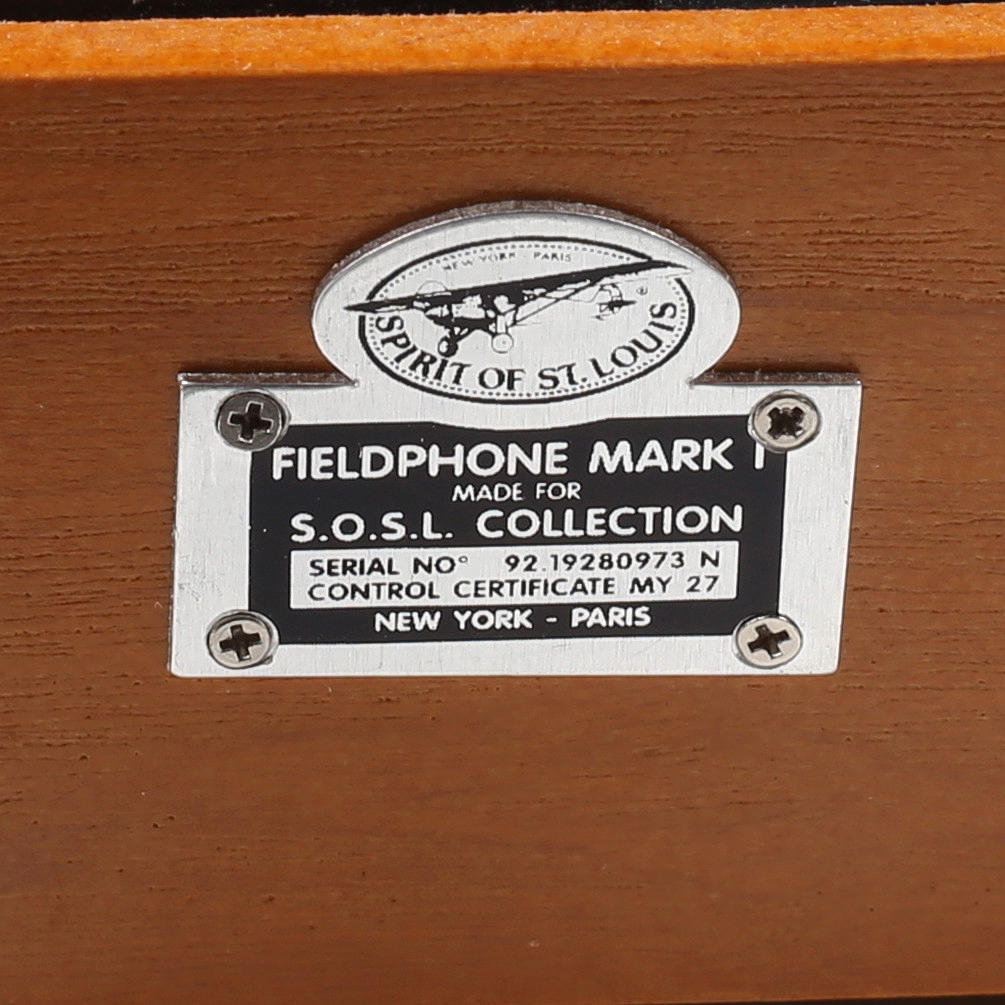 NEW YORK - PARIS
®
SPIRIT OF ST. LOUIS
FIELDPHONE MARK I
MADE FOR
S.O.S.L. COLLECTION
SERIAL NO° 92.19280973 N
CONTROL CERTIFICATE MY 27
NEW YORK - PARIS